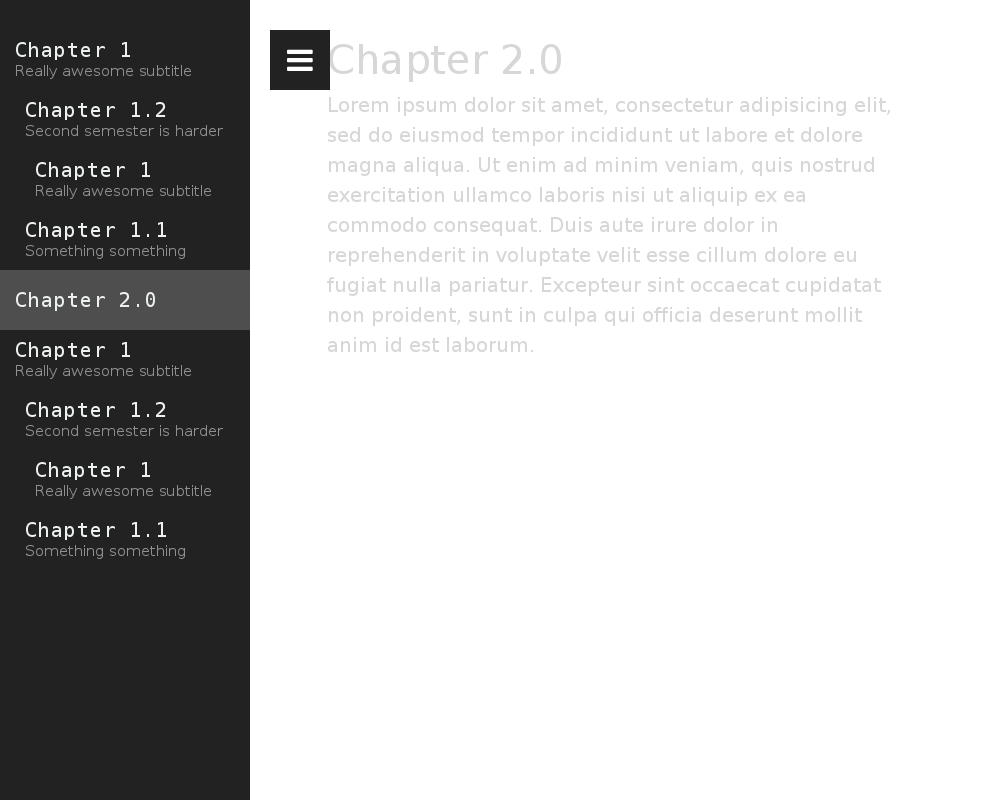 Chapter 1
Really awesome subtitle
Chapter 1.2
Second semester is harder
Chapter 1
Really awesome subtitle
Chapter 1.1
Something something
Chapter 2.0
Chapter 1
Really awesome subtitle
Chapter 1.2
Second semester is harder
Chapter 1
Really awesome subtitle
Chapter 1.1
Something something
Chapter 2.0
Lorem ipsum dolor sit amet, consectetur adipisicing elit,
sed do eiusmod tempor incididunt ut labore et dolore
magna aliqua. Ut enim ad minim veniam, quis nostrud
exercitation ullamco laboris nisi ut aliquip ex ea
commodo consequat. Duis aute irure dolor in
reprehenderit in voluptate velit esse cillum dolore eu
fugiat nulla pariatur. Excepteur sint occaecat cupidatat
non proident, sunt in culpa qui officia deserunt mollit
anim id est laborum.